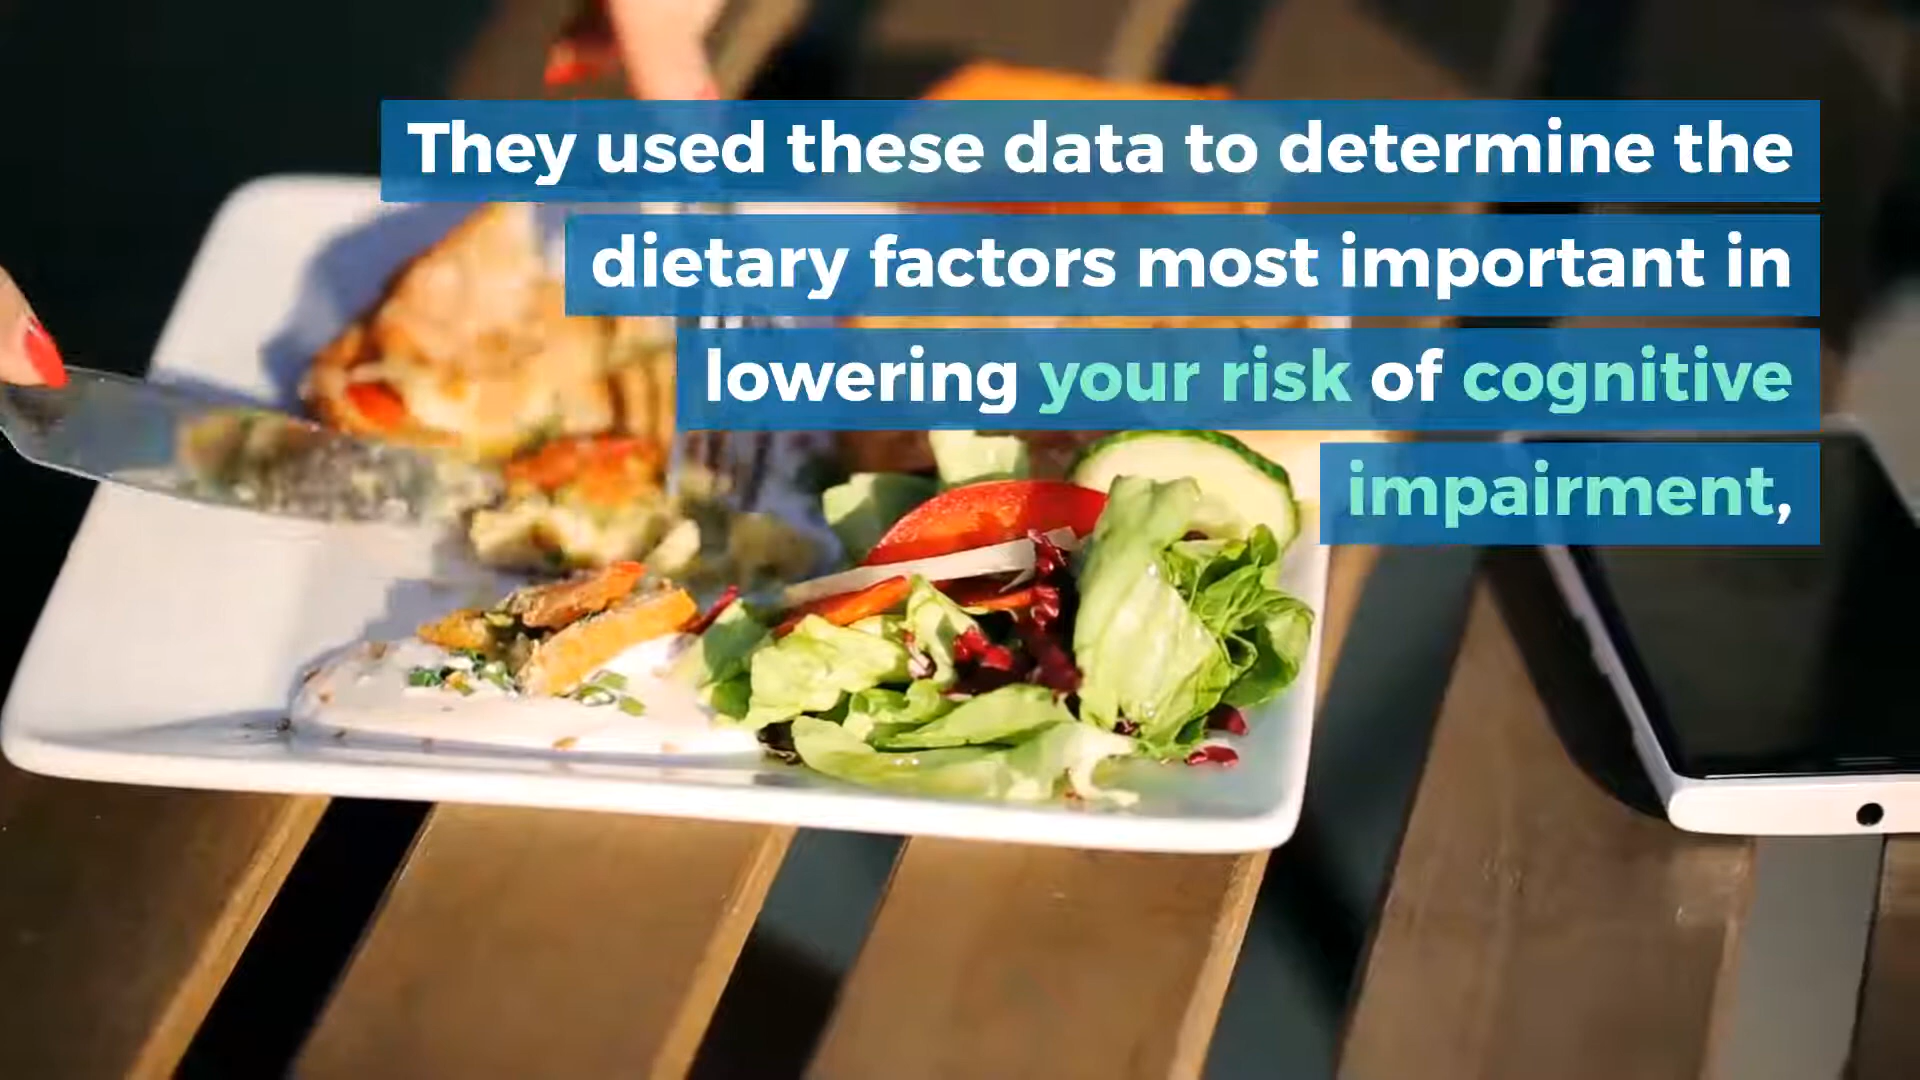 They used these data to determine the
dietary factors most important in
lowering your risk of cognitive
impairment,